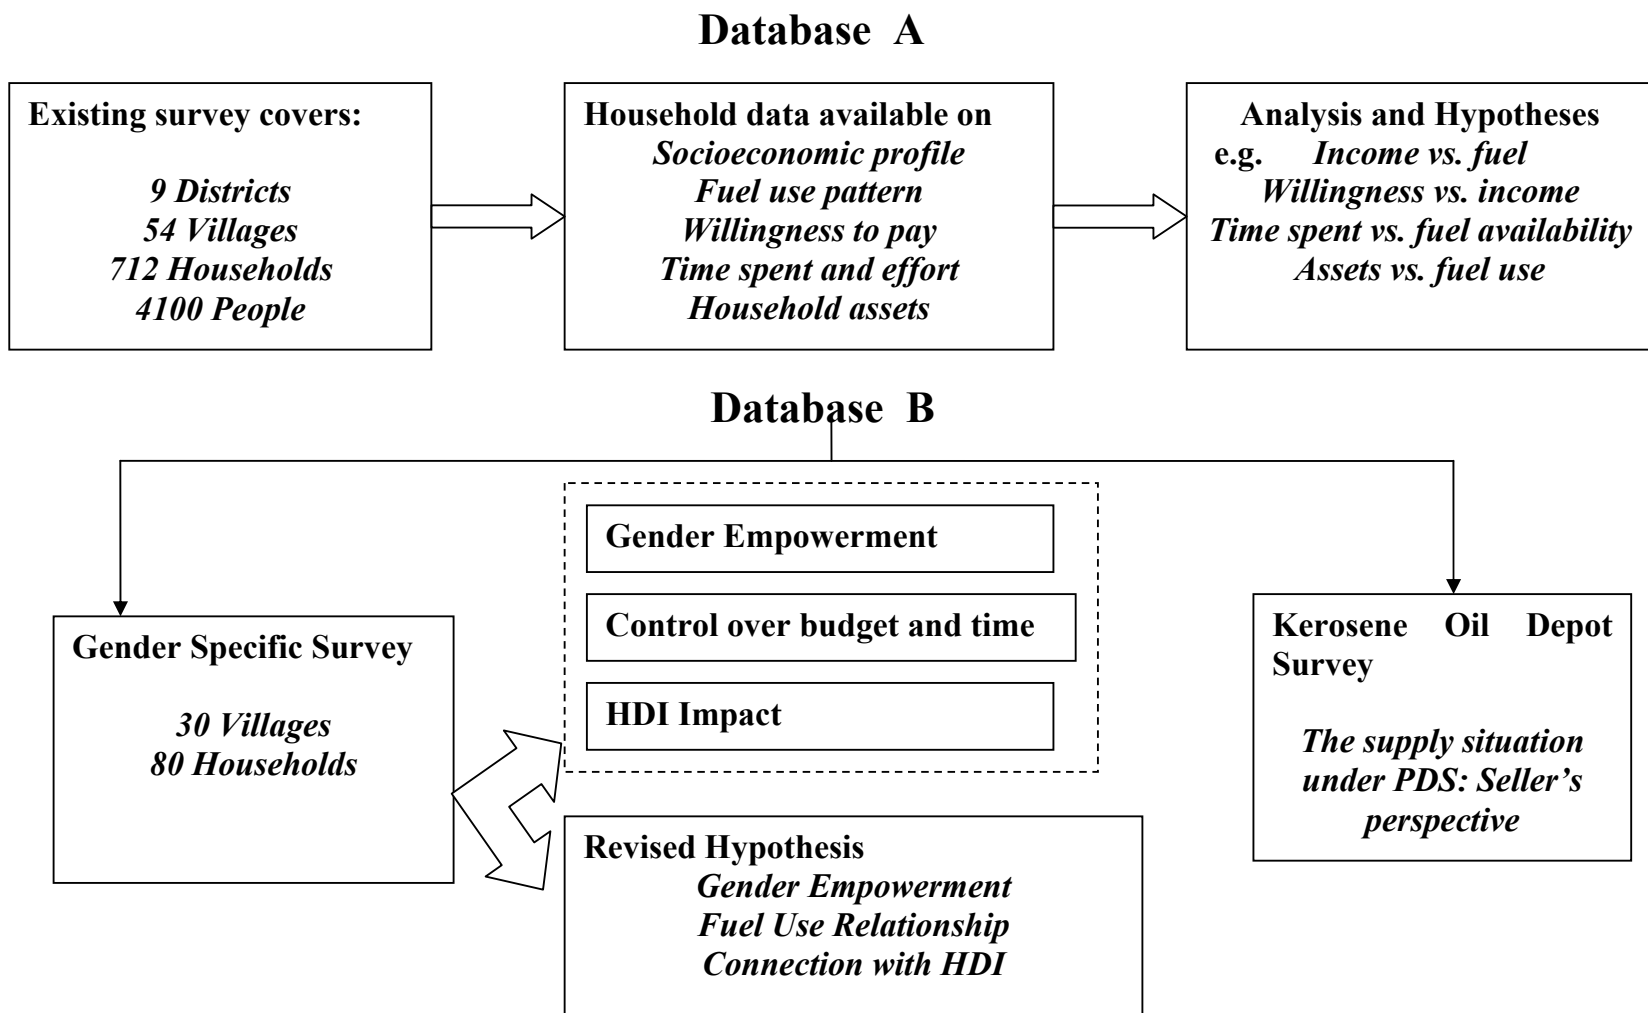 Database A
Existing survey covers:
9 Districts
54 Villages
712 Households
4100 People
Household data available on
Socioeconomic profile
Fuel use pattern
Willingness to pay
Time spent and effort
Household assets
Analysis and Hypotheses
e.g. Income vs. fuel
Willingness vs. income
Time spent vs. fuel availability
Assets vs. fuel use
Database B
Gender Specific Survey
30 Villages
80 Households
Gender Empowerment
Control over budget and time
HDI Impact
Revised Hypothesis
Gender Empowerment
Fuel Use Relationship
Connection with HDI
Kerosene Oil Depot
Survey
The supply situation
under PDS: Seller’s
perspective